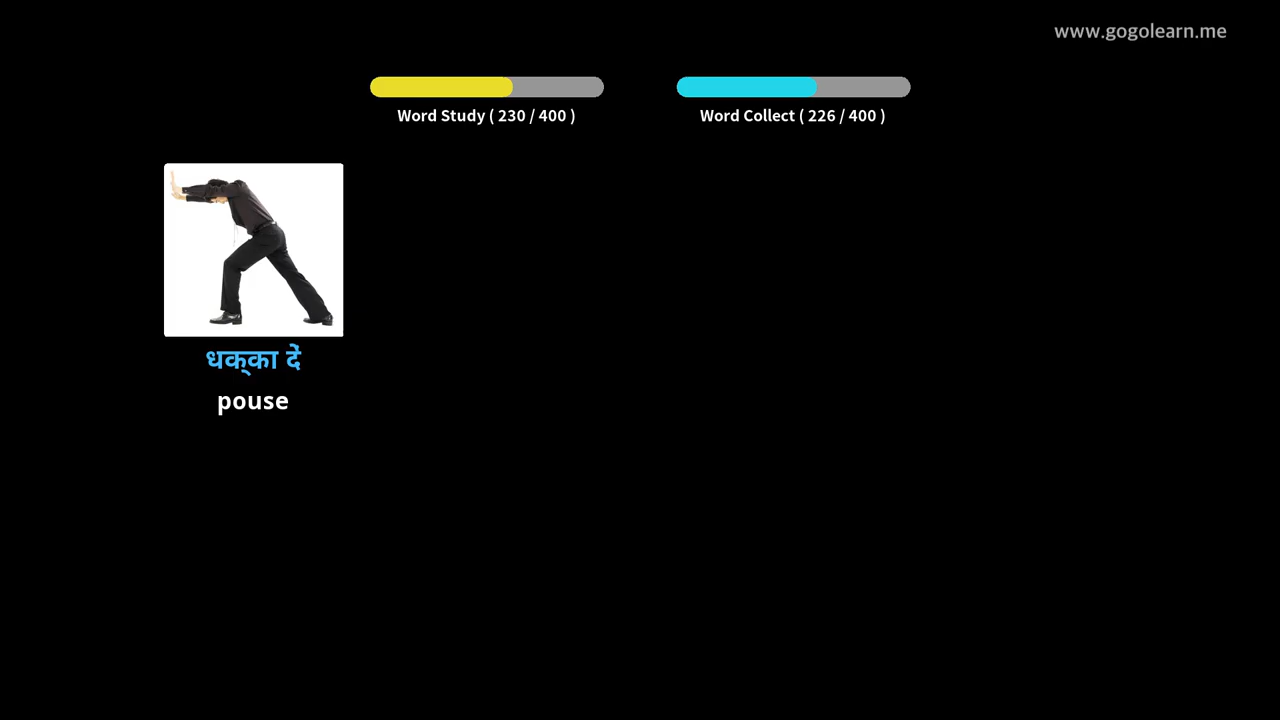 www.gogolearn.me
Word Study ( 230 / 400 )
Word Collect ( 226 / 400 )
धक्‍का दें
pouse